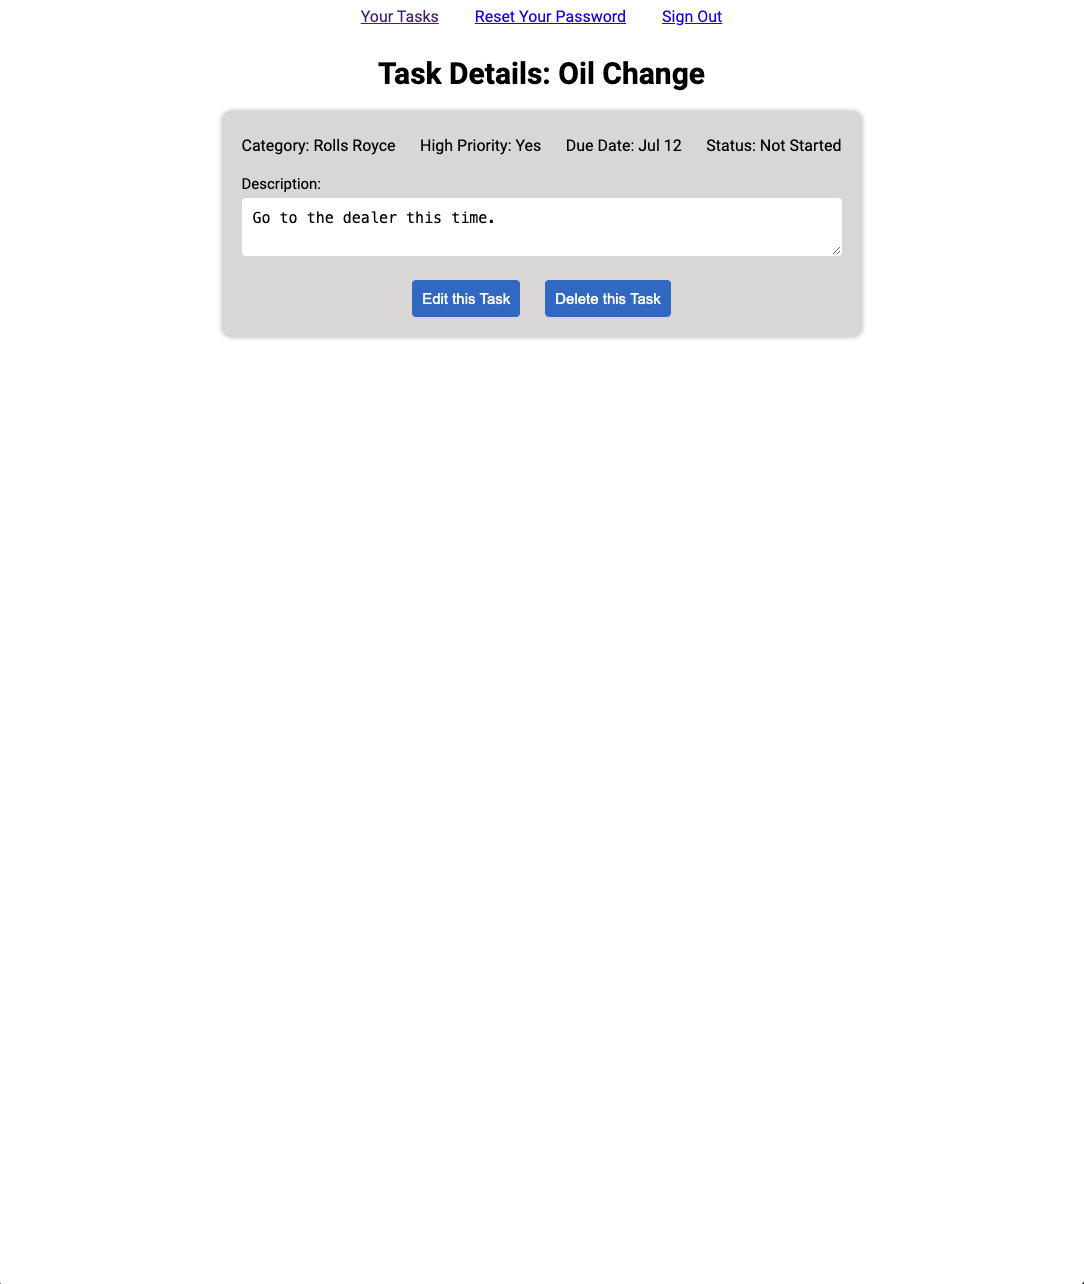 Your Tasks Reset Your Password Sign Out
Task Details: Oil Change
Category: Rolls Royce High Priority: Yes Due Date: Jul 12 Status: Not Started
Description:
Go to the dealer this time.
Edit this Task Delete this Task